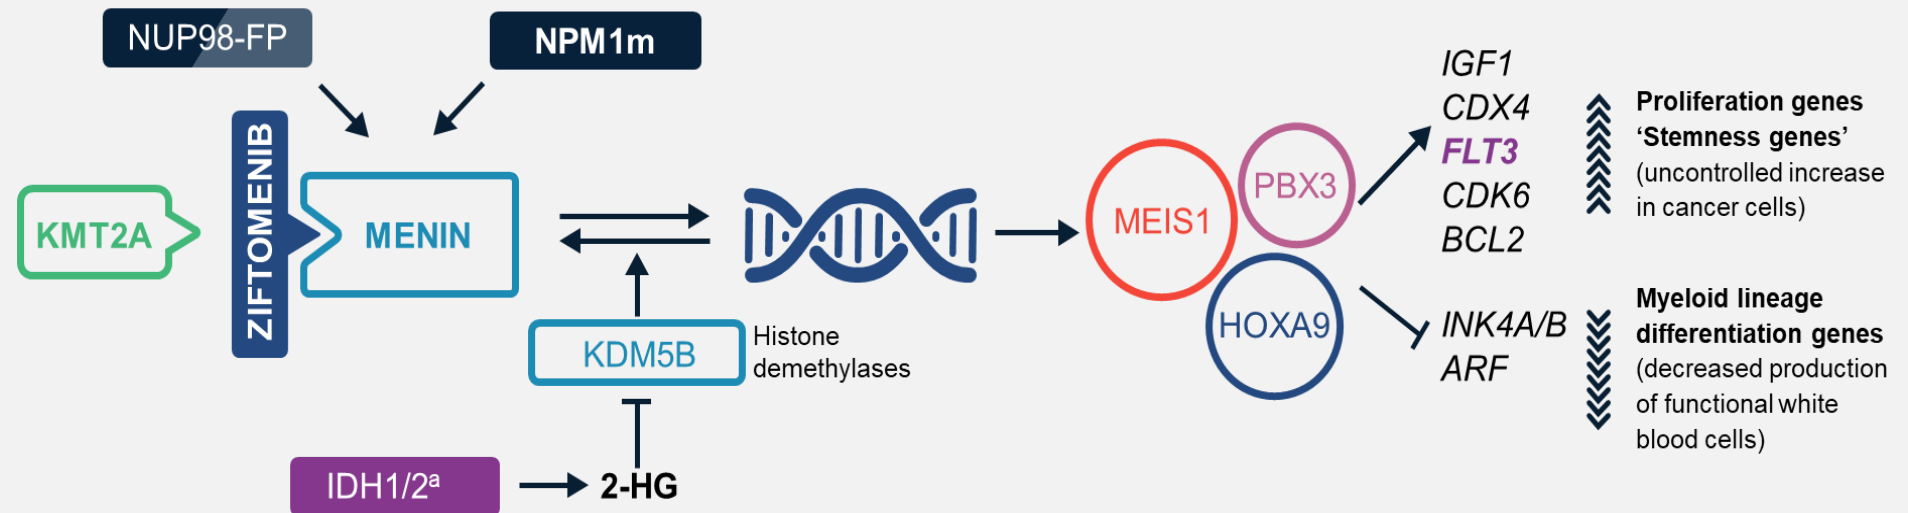 NUP98-FP
NPM1m
KMT2A
ZIFTOMENIB
MENIN
KDM5B
Histone
demethylases
IDH1/2ᵃ
2-HG
MEIS1
PBX3
HOXA9
IGF1
CDX4
FLT3
CDK6
BCL2
Proliferation genes
‘Stemness genes’
(uncontrolled increase
in cancer cells)
INK4A/B
ARF
Myeloid lineage
differentiation genes
(decreased production
of functional white
blood cells)